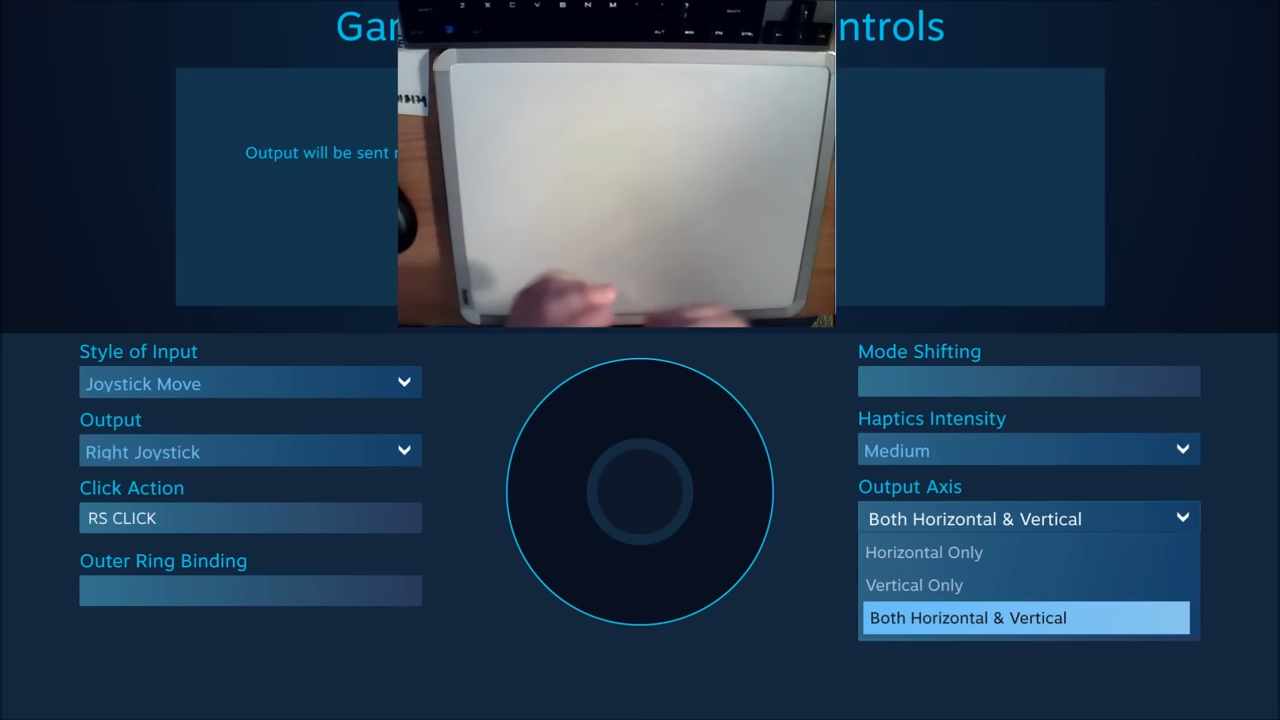 Gar
ntrols
Output will be sent
Style of Input
Joystick Move
Output
Right Joystick
Click Action
RS CLICK
Outer Ring Binding
Mode Shifting
Haptics Intensity
Medium
Output Axis
Both Horizontal & Vertical
Horizontal Only
Vertical Only
Both Horizontal & Vertical
Z X C V B N M